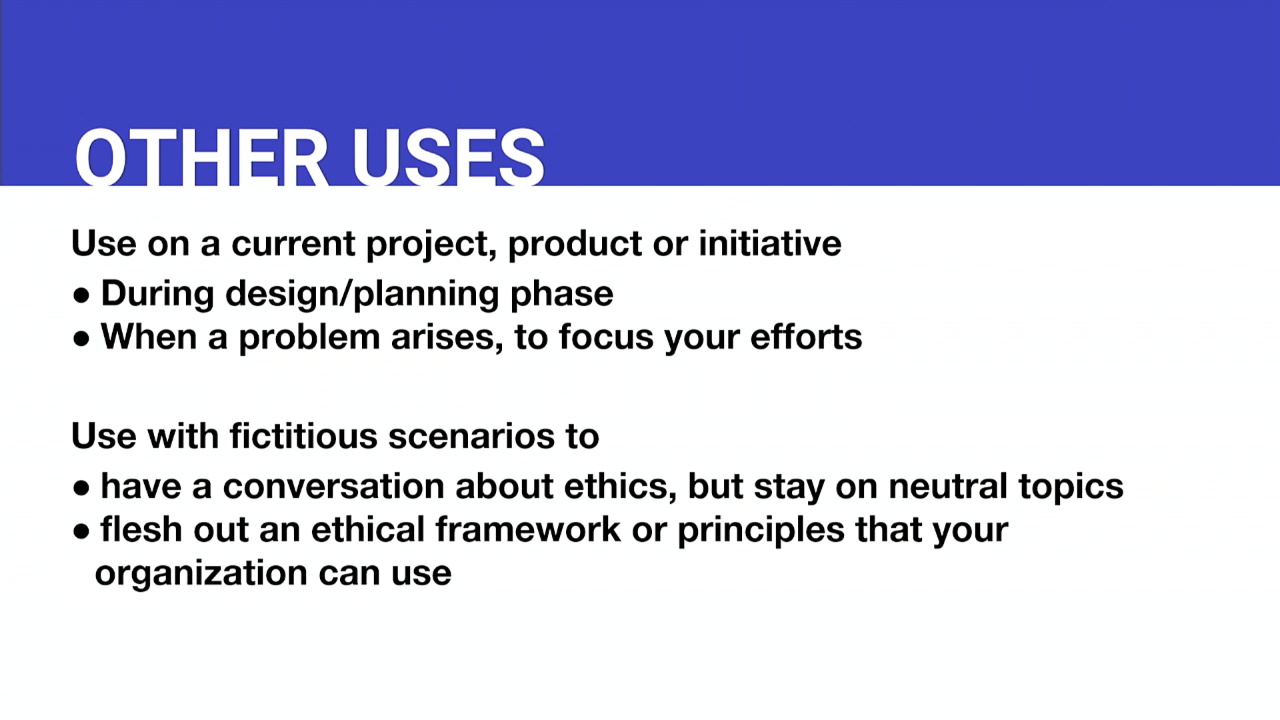 OTHER USES
Use on a current project, product or initiative
● During design/planning phase
● When a problem arises, to focus your efforts
Use with fictitious scenarios to
● have a conversation about ethics, but stay on neutral topics
● flesh out an ethical framework or principles that your
organization can use